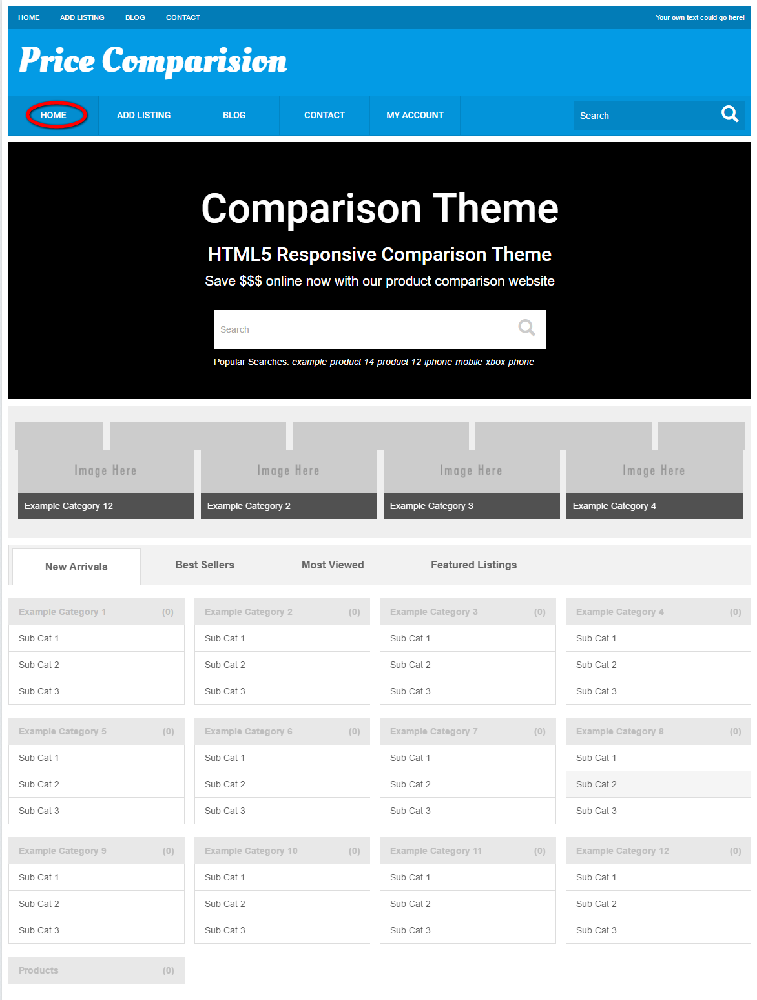 HOME ADD LISTING BLOG CONTACT Your own text could go here!
Price Comparision
HOME ADD LISTING BLOG CONTACT MY ACCOUNT Search
Comparison Theme
HTML5 Responsive Comparison Theme
Save $$$ online now with our product comparison website
Search
Popular Searches: example product 14 product 12 iphone mobile xbox phone
Image Here Image Here Image Here Image Here
Example Category 12 Example Category 2 Example Category 3 Example Category 4
New Arrivals Best Sellers Most Viewed Featured Listings
Example Category 1 (0) Example Category 2 (0) Example Category 3 (0) Example Category 4 (0)
Sub Cat 1 Sub Cat 1 Sub Cat 1 Sub Cat 1
Sub Cat 2 Sub Cat 2 Sub Cat 2 Sub Cat 2
Sub Cat 3 Sub Cat 3 Sub Cat 3 Sub Cat 3
Example Category 5 (0) Example Category 6 (0) Example Category 7 (0) Example Category 8 (0)
Sub Cat 1 Sub Cat 1 Sub Cat 1 Sub Cat 1
Sub Cat 2 Sub Cat 2 Sub Cat 2 Sub Cat 2
Sub Cat 3 Sub Cat 3 Sub Cat 3 Sub Cat 3
Example Category 9 (0) Example Category 10 (0) Example Category 11 (0) Example Category 12 (0)
Sub Cat 1 Sub Cat 1 Sub Cat 1 Sub Cat 1
Sub Cat 2 Sub Cat 2 Sub Cat 2 Sub Cat 2
Sub Cat 3 Sub Cat 3 Sub Cat 3 Sub Cat 3
Products (0)